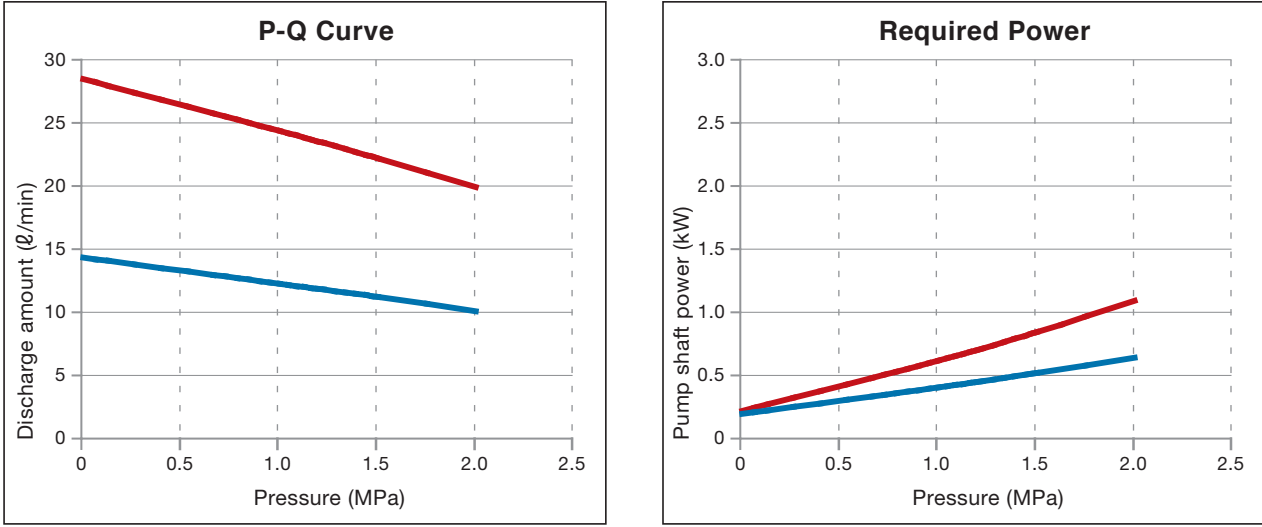 P-Q Curve
30
25
20
15
10
5
0
0 0.5 1.0 1.5 2.0 2.5
Discharge amount (ℓ/min)
Pressure (MPa)
Required Power
3.0
2.5
2.0
1.5
1.0
0.5
0
0 0.5 1.0 1.5 2.0 2.5
Pump shaft power (kW)
Pressure (MPa)